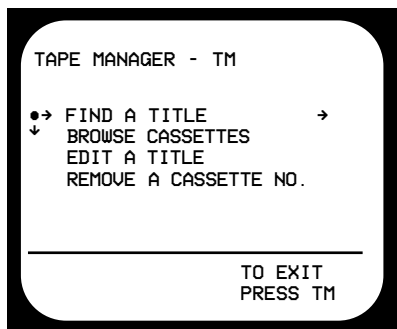 TAPE MANAGER - TM
●→ FIND A TITLE →
↓ BROWSE CASSETTES
EDIT A TITLE
REMOVE A CASSETTE NO.
TO EXIT
PRESS TM